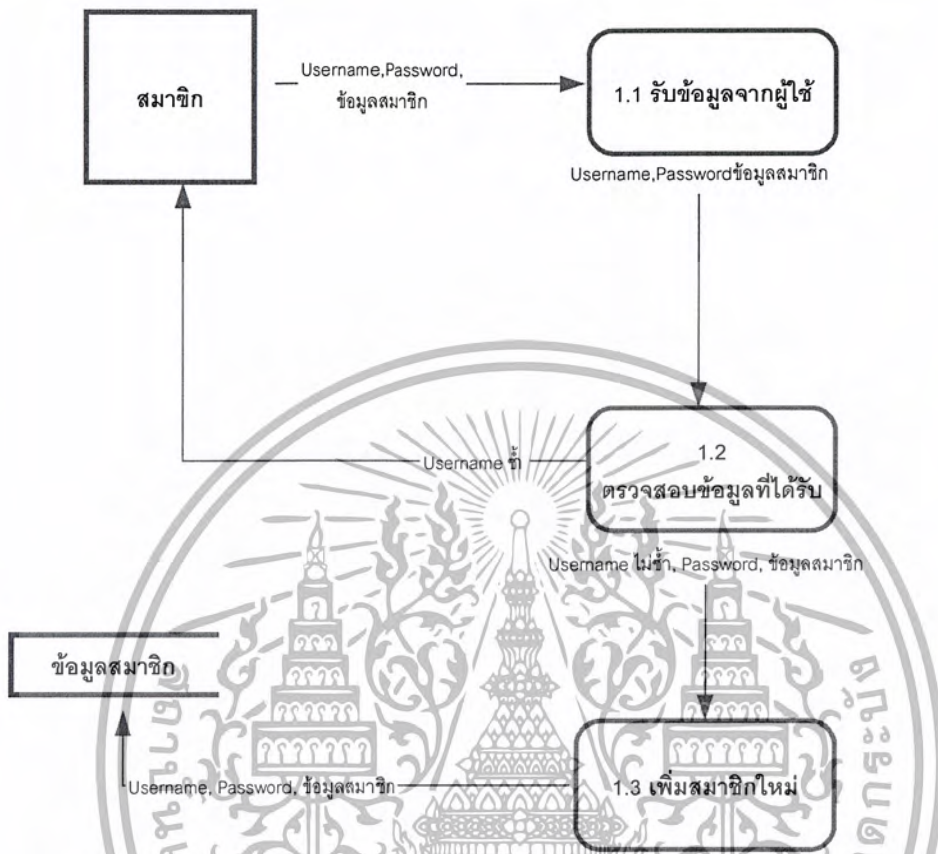 สมาชิก
Username,Password,
ข้อมูลสมาชิก
1.1 รับข้อมูลจากผู้ใช้
Username,Passwordข้อมูลสมาชิก
1.2
ตรวจสอบข้อมูลที่ได้รับ
Username ซ้ำ
Username ไม่ซ้ำ, Password, ข้อมูลสมาชิก
ข้อมูลสมาชิก
1.3 เพิ่มสมาชิกใหม่
Username, Password, ข้อมูลสมาชิก